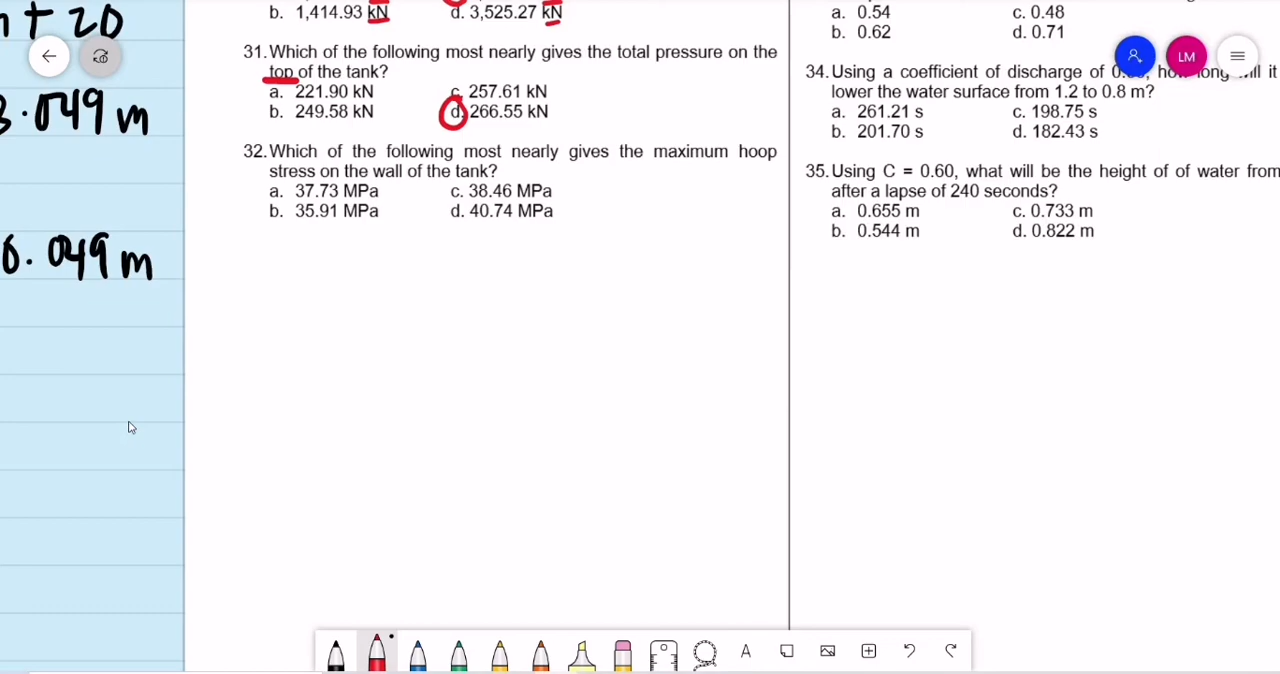 + 20
.049 m
.049 m
b. 1,414.93 kN d. 3,525.27 kN
31. Which of the following most nearly gives the total pressure on the
top of the tank?
a. 221.90 kN c. 257.61 kN
b. 249.58 kN d. 266.55 kN
32. Which of the following most nearly gives the maximum hoop
stress on the wall of the tank?
a. 37.73 MPa c. 38.46 MPa
b. 35.91 MPa d. 40.74 MPa
a. 0.54 c. 0.48
b. 0.62 d. 0.71
LM
34. Using a coefficient of discharge of how long will it
lower the water surface from 1.2 to 0.8 m?
a. 261.21 s c. 198.75 s
b. 201.70 s d. 182.43 s
35. Using C = 0.60, what will be the height of of water from
after a lapse of 240 seconds?
a. 0.655 m c. 0.733 m
b. 0.544 m d. 0.822 m
A